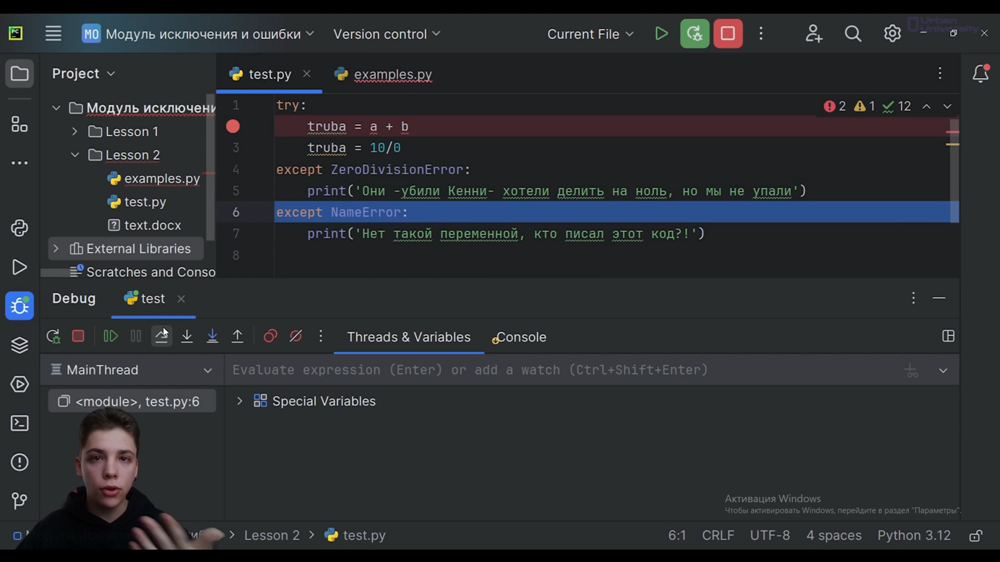 PC
MO Модуль исключения и ошибки
Version control
Current File
Urban
University
Project
test.py
examples.py
Модуль исключени
Lesson 1
Lesson 2
examples.py
test.py
text.docx
External Libraries
Scratches and Conso
2 1 12
1 try:
truba = a + b
3 truba = 10/0
4 except ZeroDivisionError:
5 print('Они -убили Кенни- хотели делить на ноль, но мы не упали')
6 except NameError:
7 print('Нет такой переменной, кто писал этот код?!')
8
Debug
test
Threads & Variables
Console
MainThread
Evaluate expression (Enter) or add a watch (Ctrl+Shift+Enter)
<module>, test.py:6
Special Variables
Активация Windows
Чтобы активировать Windows, перейдите в раздел "Параметры".
Lesson 2
test.py
6:1
CRLF
UTF-8
4 spaces
Python 3.12